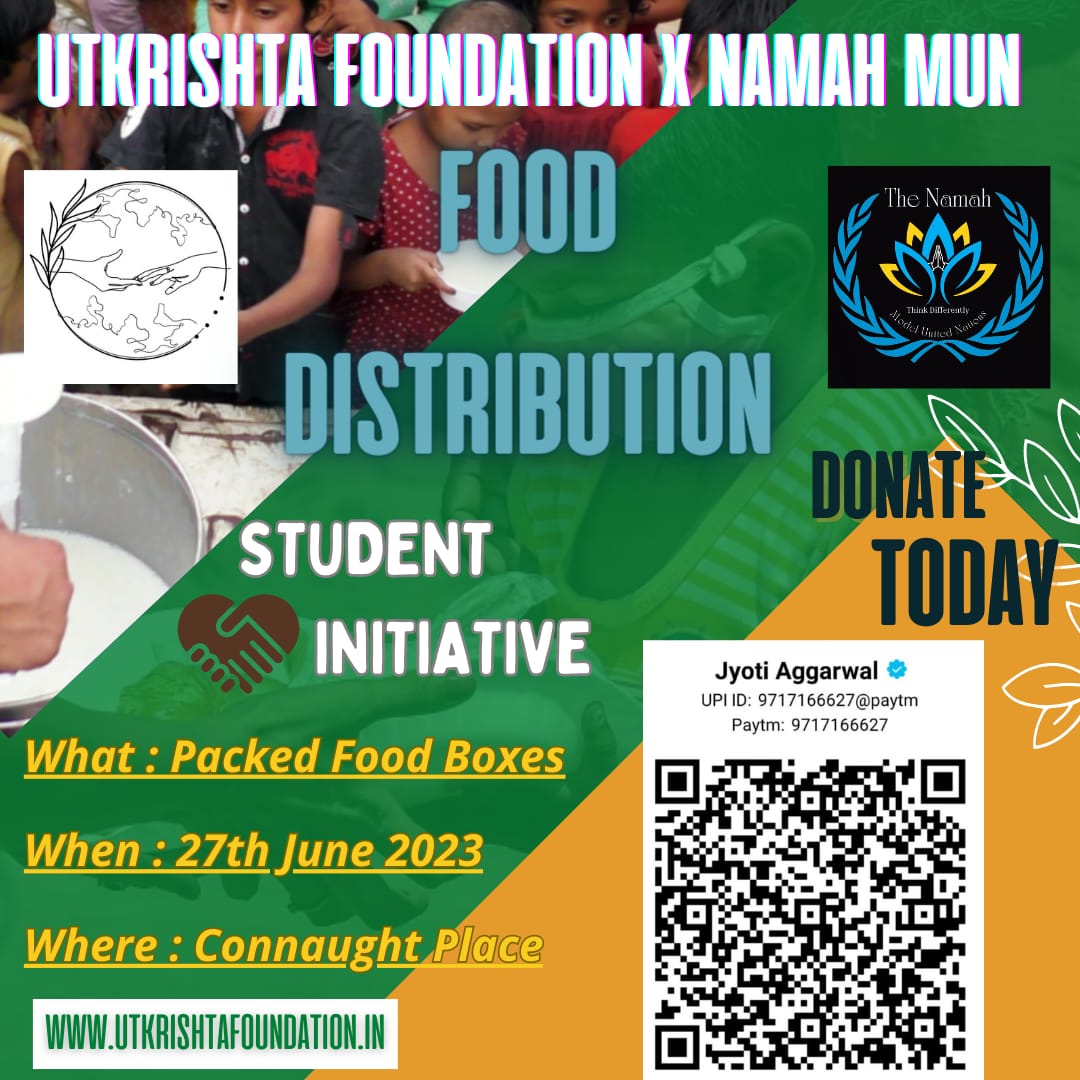 UTKRISHTA FOUNDATION X NAMAH MUN
FOOD
DISTRIBUTION
The Namah
Think Differently
Model United Nations
DONATE
TODAY
STUDENT
INITIATIVE
Jyoti Aggarwal
UPI ID: 9717166627@paytm
Paytm: 9717166627
What : Packed Food Boxes
When : 27th June 2023
Where : Connaught Place
WWW.UTKRISHTAFOUNDATION.IN